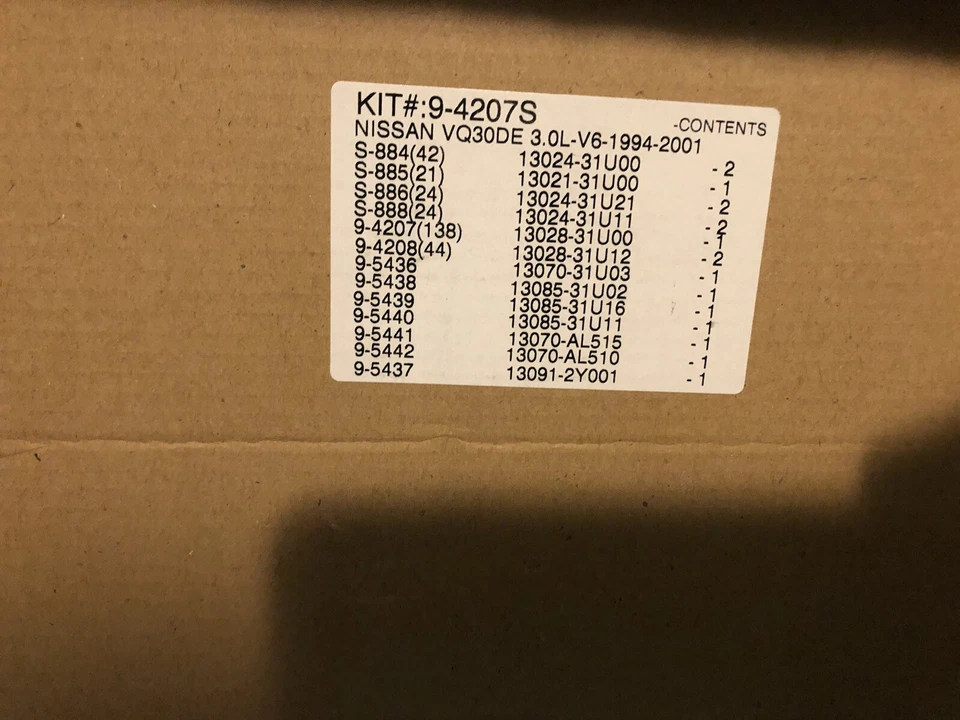 KIT#:9-4207S -CONTENTS
NISSAN VQ30DE 3.0L-V6-1994-2001
S-884(42) 13024-31U00 - 2
S-885(21) 13021-31U00 - 1
S-886(24) 13024-31U21 - 2
S-888(24) 13024-31U11 - 2
9-4207(138) 13028-31U00 - 1
9-4208(44) 13028-31U12 - 2
9-5436 13070-31U03 - 1
9-5438 13085-31U02 - 1
9-5439 13085-31U16 - 1
9-5440 13085-31U11 - 1
9-5441 13070-AL515 - 1
9-5442 13070-AL510 - 1
9-5437 13091-2Y001 - 1